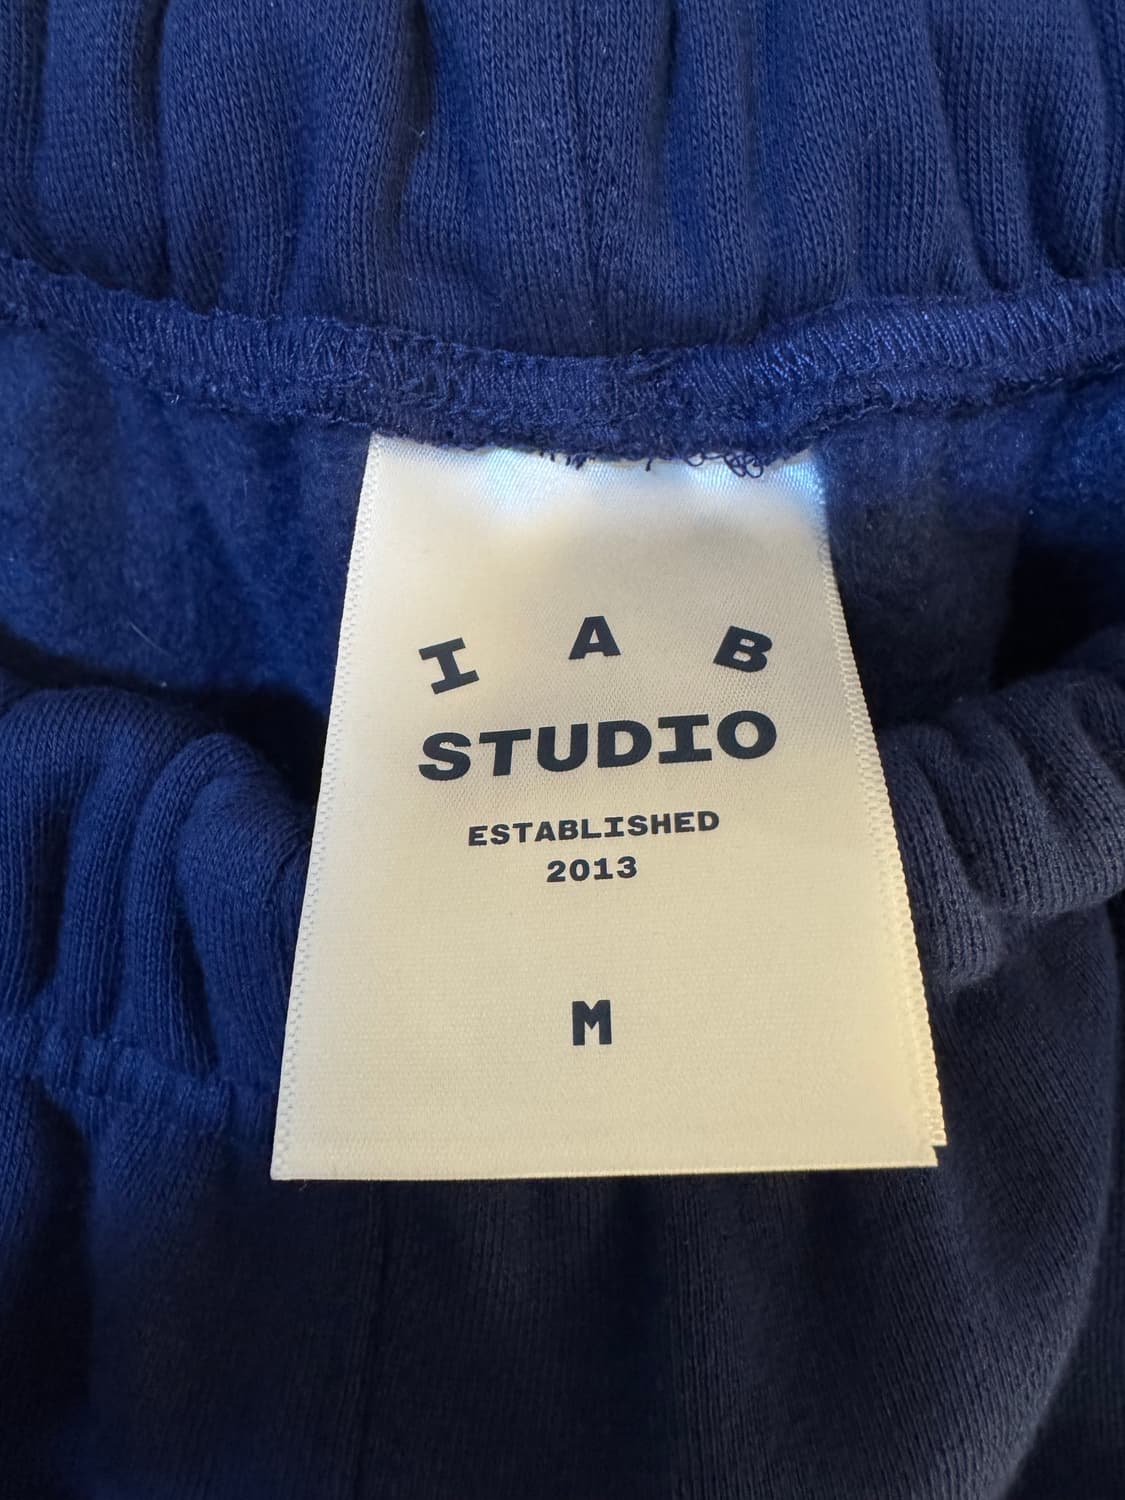 I A B
STUDIO
ESTABLISHED
2013
M